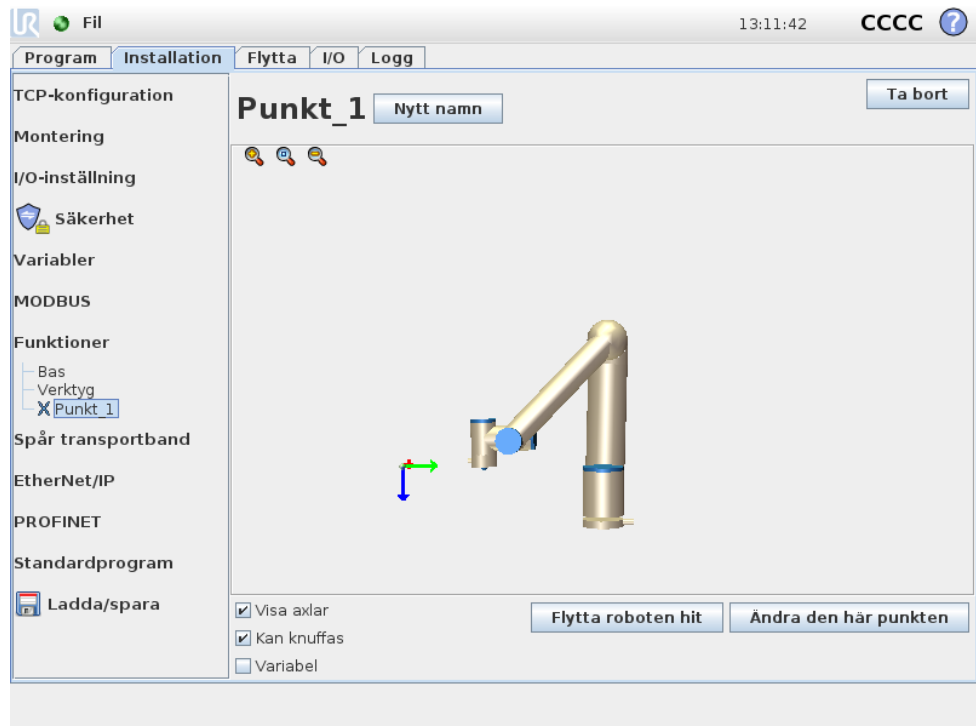 UR Fil 13:11:42 CCCC ?
Program Installation Flytta I/O Logg
TCP-konfiguration
Montering
I/O-inställning
Säkerhet
Variabler
MODBUS
Funktioner
Bas
Verktyg
Punkt_1
Spår transportband
EtherNet/IP
PROFINET
Standardprogram
Ladda/spara
Punkt_1 Nytt namn Ta bort
Visa axlar
Kan knuffas
Variabel
Flytta roboten hit Ändra den här punkten